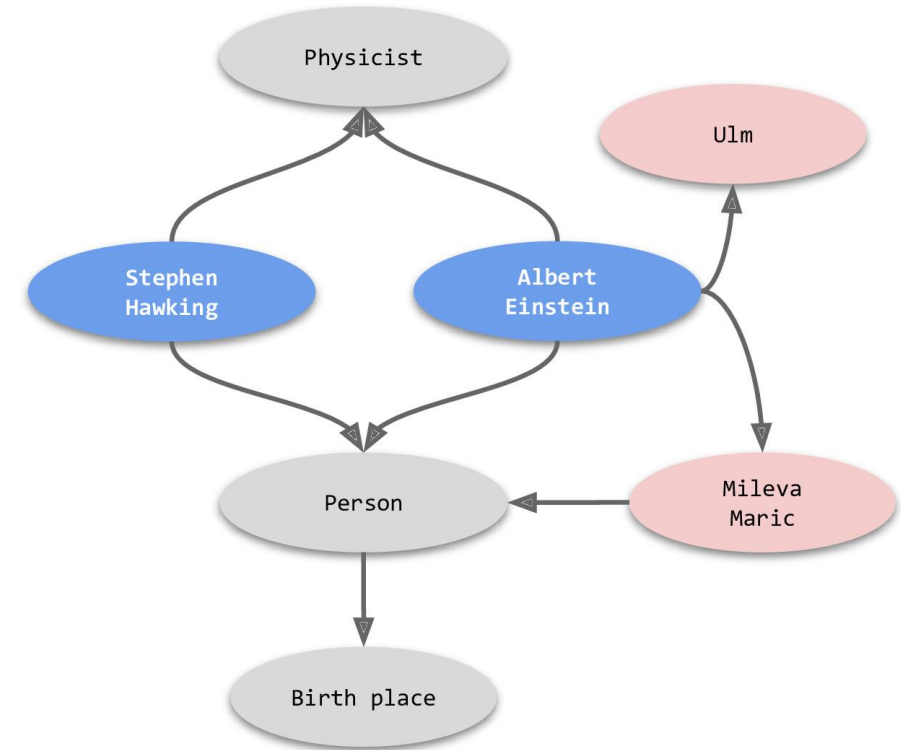 Physicist
Ulm
Stephen
Hawking
Albert
Einstein
Person
Mileva
Maric
Birth place